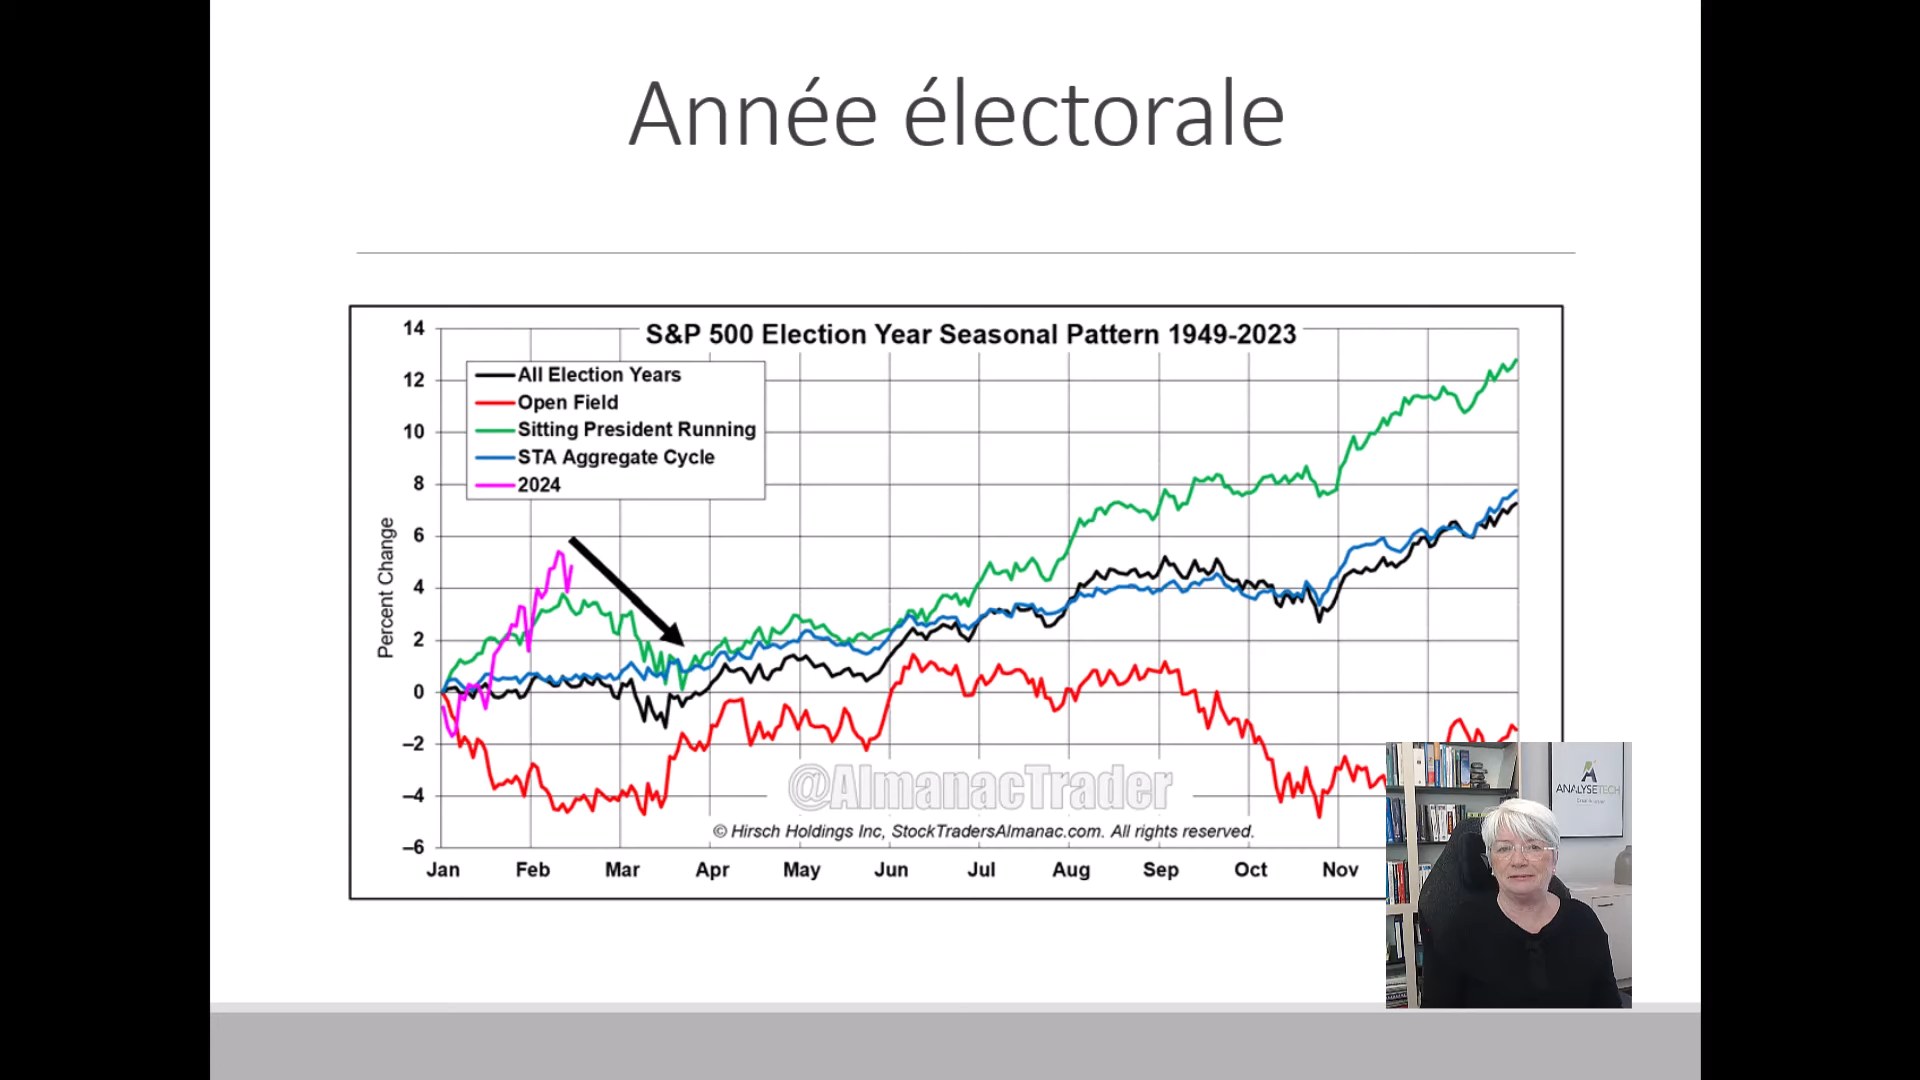 Année électorale
S&P 500 Election Year Seasonal Pattern 1949-2023
14
12
10
8
6
4
2
0
–2
–4
–6
Percent Change
All Election Years
Open Field
Sitting President Running
STA Aggregate Cycle
2024
@AlmanacTrader
© Hirsch Holdings Inc, StockTradersAlmanac.com. All rights reserved.
Jan Feb Mar Apr May Jun Jul Aug Sep Oct Nov
ANALYSETECH